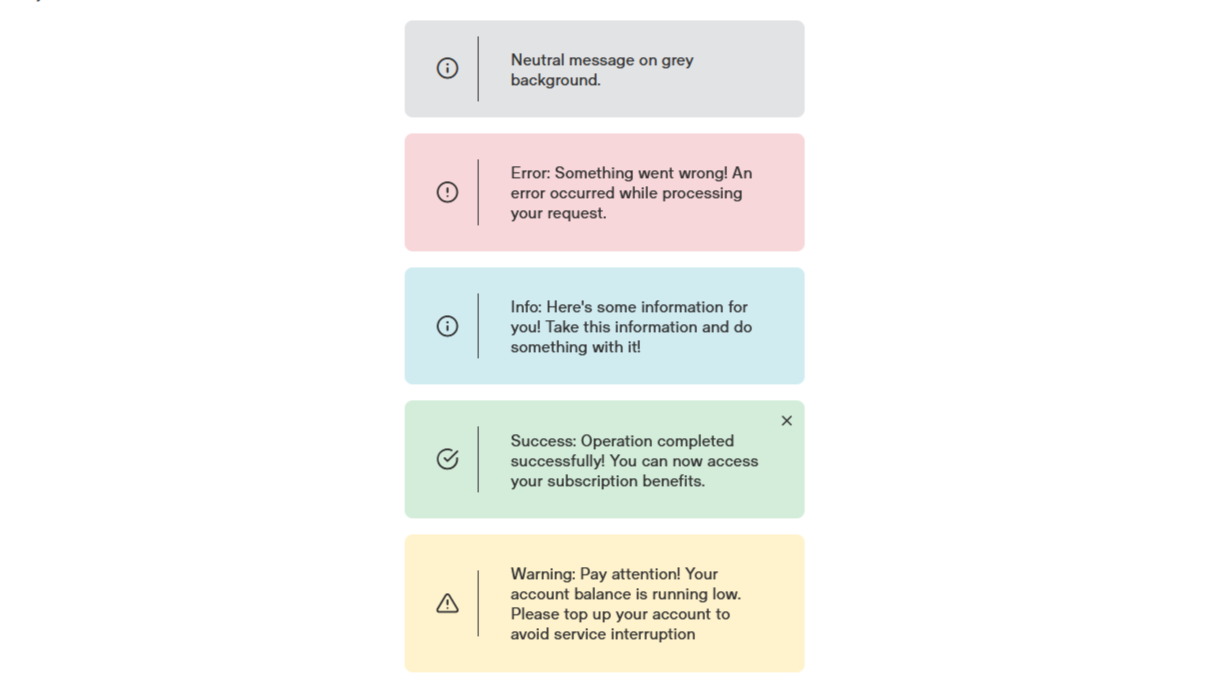 Neutral message on grey
background.
Error: Something went wrong! An
error occurred while processing
your request.
Info: Here's some information for
you! Take this information and do
something with it!
Success: Operation completed
successfully! You can now access
your subscription benefits.
Warning: Pay attention! Your
account balance is running low.
Please top up your account to
avoid service interruption